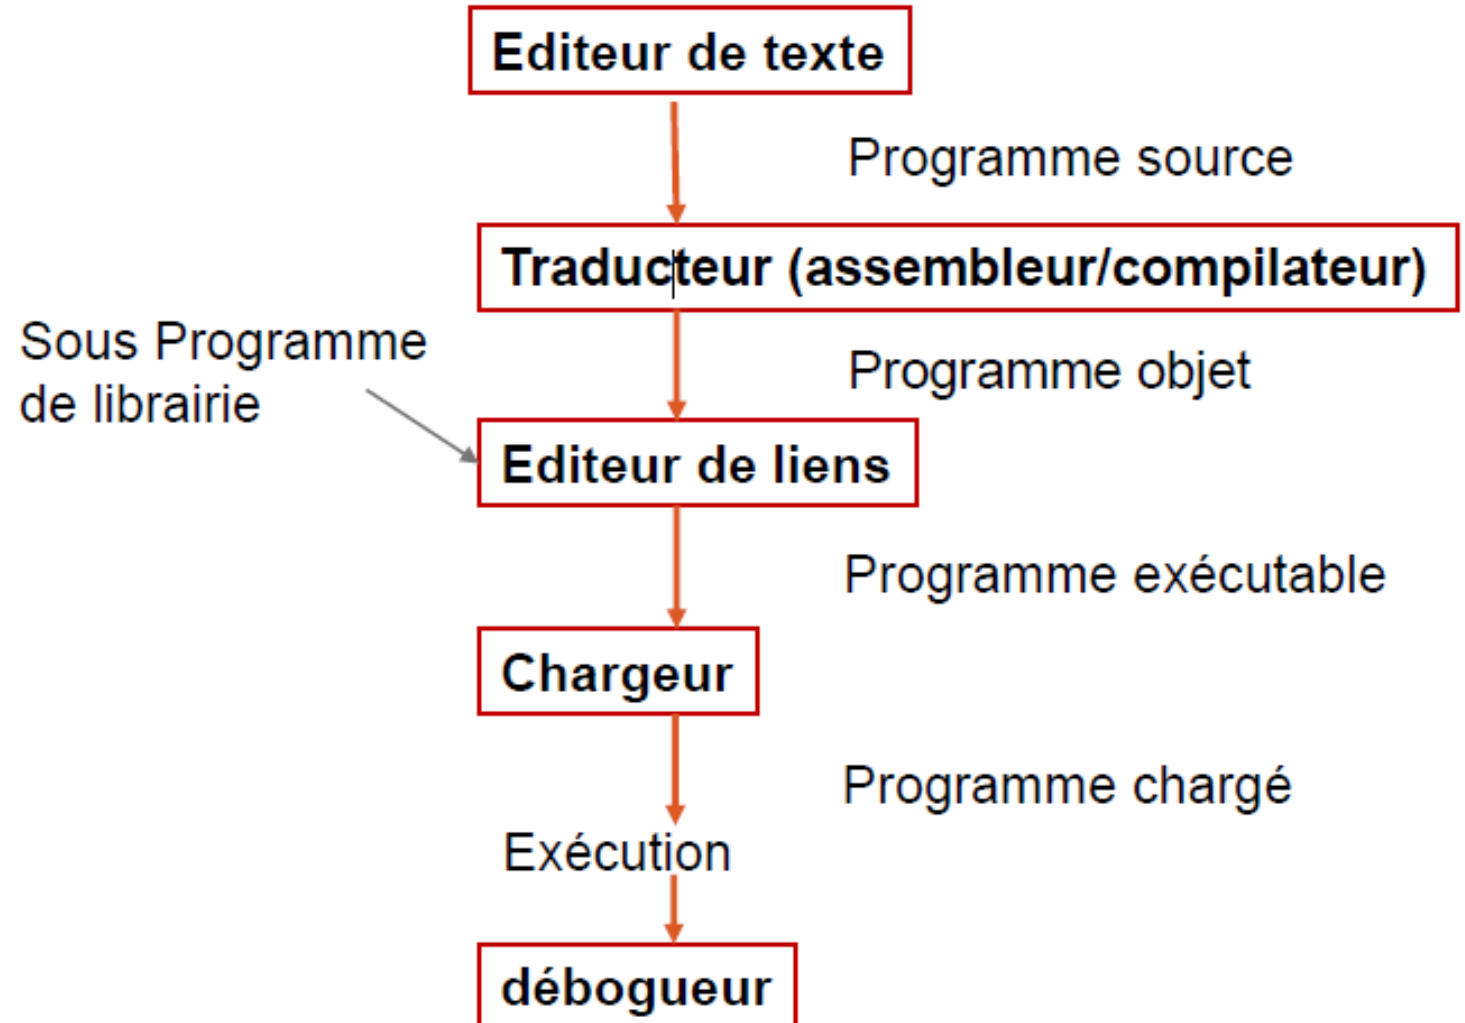 Editeur de texte
Programme source
Traducteur (assembleur/compilateur)
Sous Programme
de librairie
Programme objet
Editeur de liens
Programme exécutable
Chargeur
Programme chargé
Exécution
débogueur